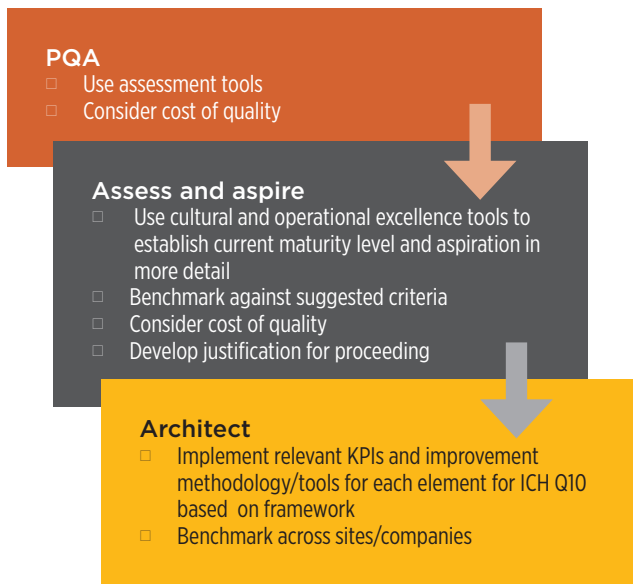 PQA
□ Use assessment tools
□ Consider cost of quality
Assess and aspire
□ Use cultural and operational excellence tools to
establish current maturity level and aspiration in
more detail
□ Benchmark against suggested criteria
□ Consider cost of quality
□ Develop justification for proceeding
Architect
□ Implement relevant KPIs and improvement
methodology/tools for each element for ICH Q10
based on framework
□ Benchmark across sites/companies